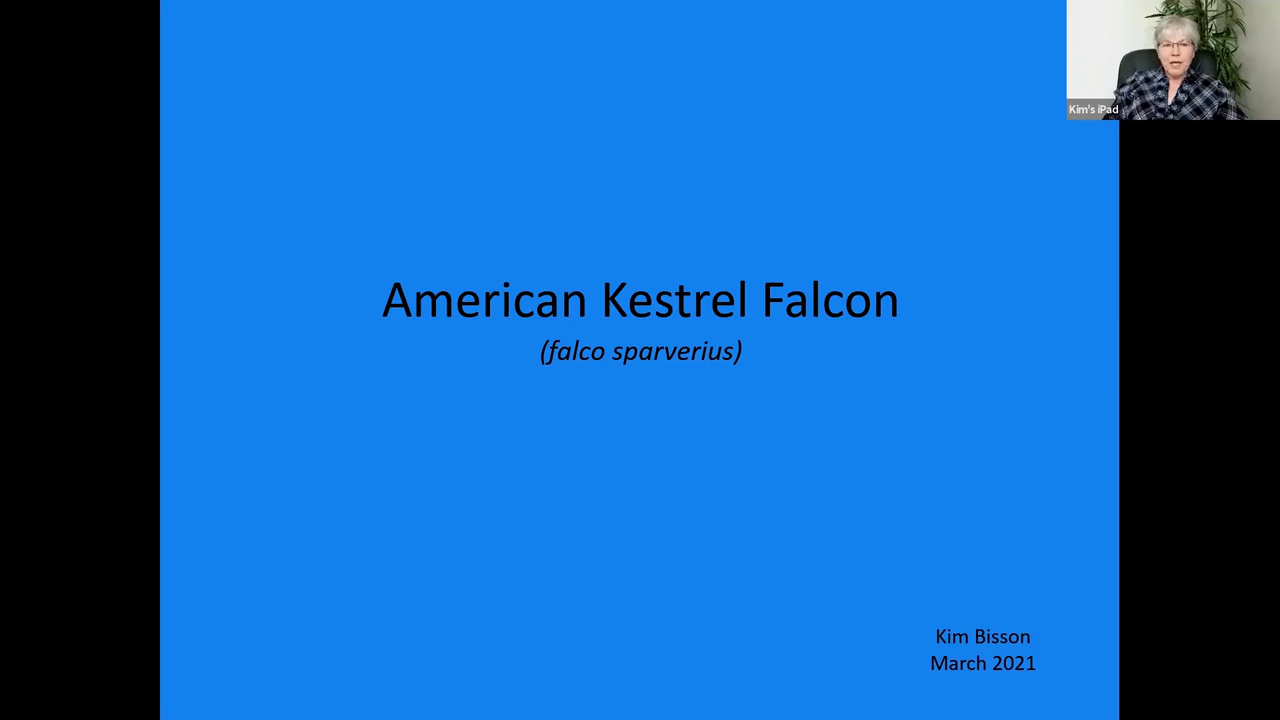 Kim's iPad
American Kestrel Falcon
(falco sparverius)
Kim Bisson
March 2021